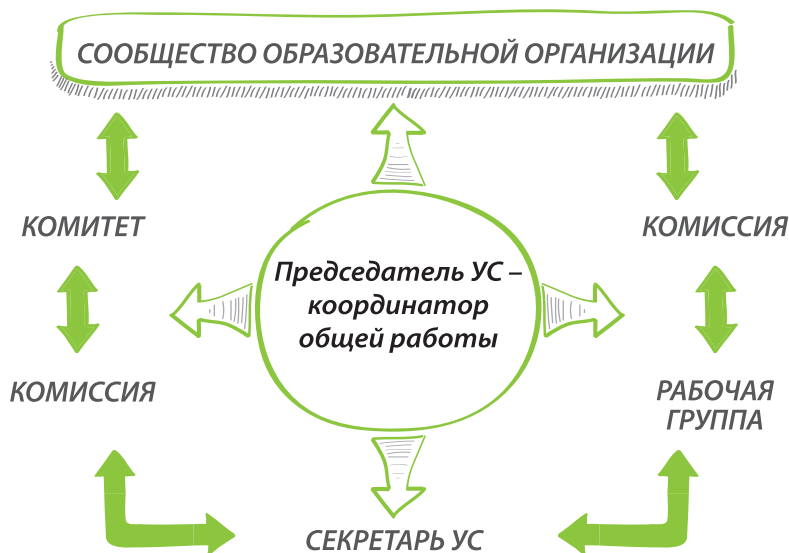 СООБЩЕСТВО ОБРАЗОВАТЕЛЬНОЙ ОРГАНИЗАЦИИ
КОМИТЕТ
КОМИССИЯ
Председатель УС –
координатор
общей работы
КОМИССИЯ
РАБОЧАЯ
ГРУППА
СЕКРЕТАРЬ УС